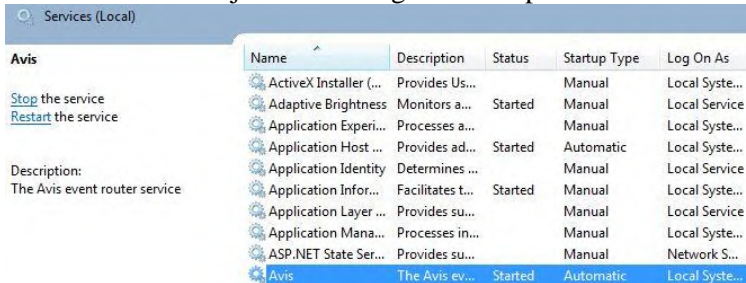 Services (Local)
Avis
Stop the service
Restart the service
Description:
The Avis event router service
Name Description Status Startup Type Log On As
ActiveX Installer (... Provides Us... Manual Local Syste...
Adaptive Brightness Monitors a... Started Manual Local Service
Application Experi... Processes a... Manual Local Syste...
Application Host ... Provides ad... Started Automatic Local Syste...
Application Identity Determines ... Manual Local Service
Application Infor... Facilitates t... Started Manual Local Syste...
Application Layer ... Provides su... Manual Local Service
Application Mana... Processes in... Manual Local Syste...
ASP.NET State Ser... Provides su... Manual Network S...
Avis The Avis ev... Started Automatic Local Syste...